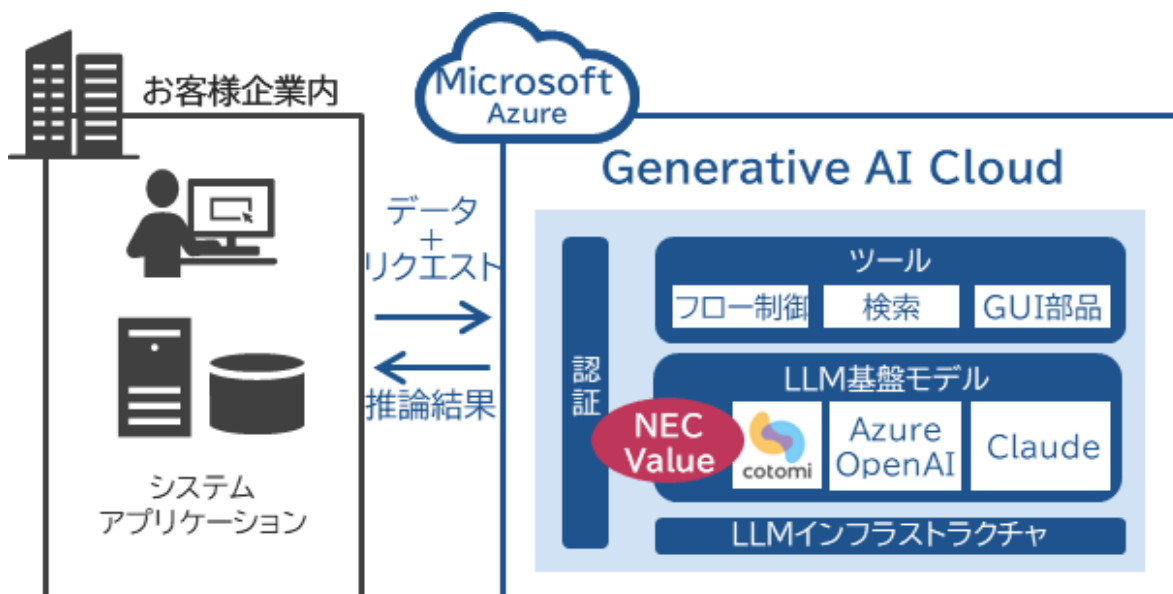 お客様企業内
Microsoft
Azure
Generative AI Cloud
データ
+
リクエスト
推論結果
システム
アプリケーション
認証
ツール
フロー制御
検索
GUI部品
LLM基盤モデル
NEC
Value
cotomi
Azure
OpenAI
Claude
LLMインフラストラクチャ